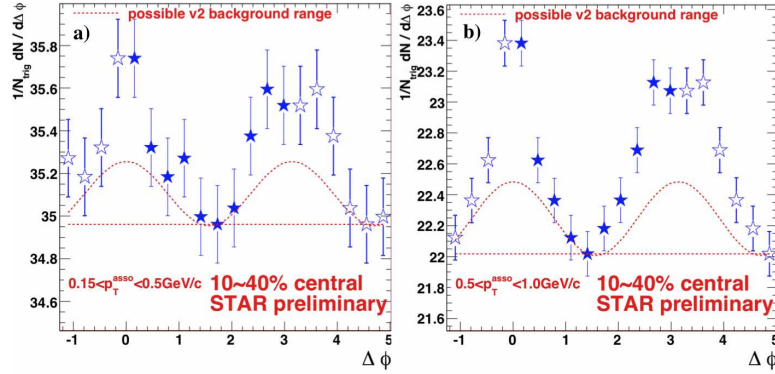 a)
possible v2 background range
1/N_trig dN / dΔ ϕ
35.8
35.6
35.4
35.2
35
34.8
34.6
0.15<p_T^asso<0.5GeV/c
10~40% central
STAR preliminary
-1 0 1 2 3 4 5
Δ ϕ
23.6
b)
possible v2 background range
1/N_trig dN / dΔ ϕ
23.4
23.2
23
22.8
22.6
22.4
22.2
22
21.8
21.6
0.5<p_T^asso<1.0GeV/c
10~40% central
STAR preliminary
-1 0 1 2 3 4 5
Δ ϕ